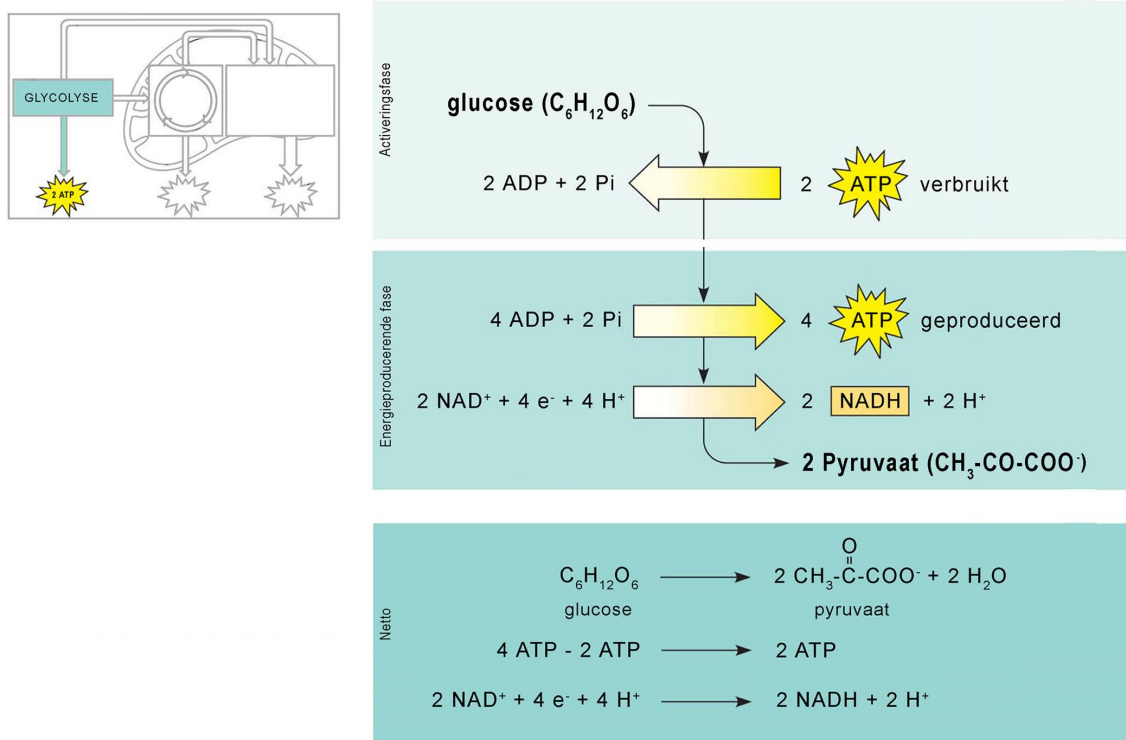 GLYCOLYSE
2 ATP
Activeringsfase
glucose (C₆H₁₂O₆)
2 ADP + 2 Pi
2 ATP verbruikt
Energieproducerende fase
4 ADP + 2 Pi
4 ATP geproduceerd
2 NAD⁺ + 4 e⁻ + 4 H⁺
2 NADH + 2 H⁺
2 Pyruvaat (CH₃-CO-COO⁻)
Netto
O
C₆H₁₂O₆
2 CH₃-C-COO⁻ + 2 H₂O
glucose
pyruvaat
4 ATP - 2 ATP
2 ATP
2 NAD⁺ + 4 e⁻ + 4 H⁺
2 NADH + 2 H⁺